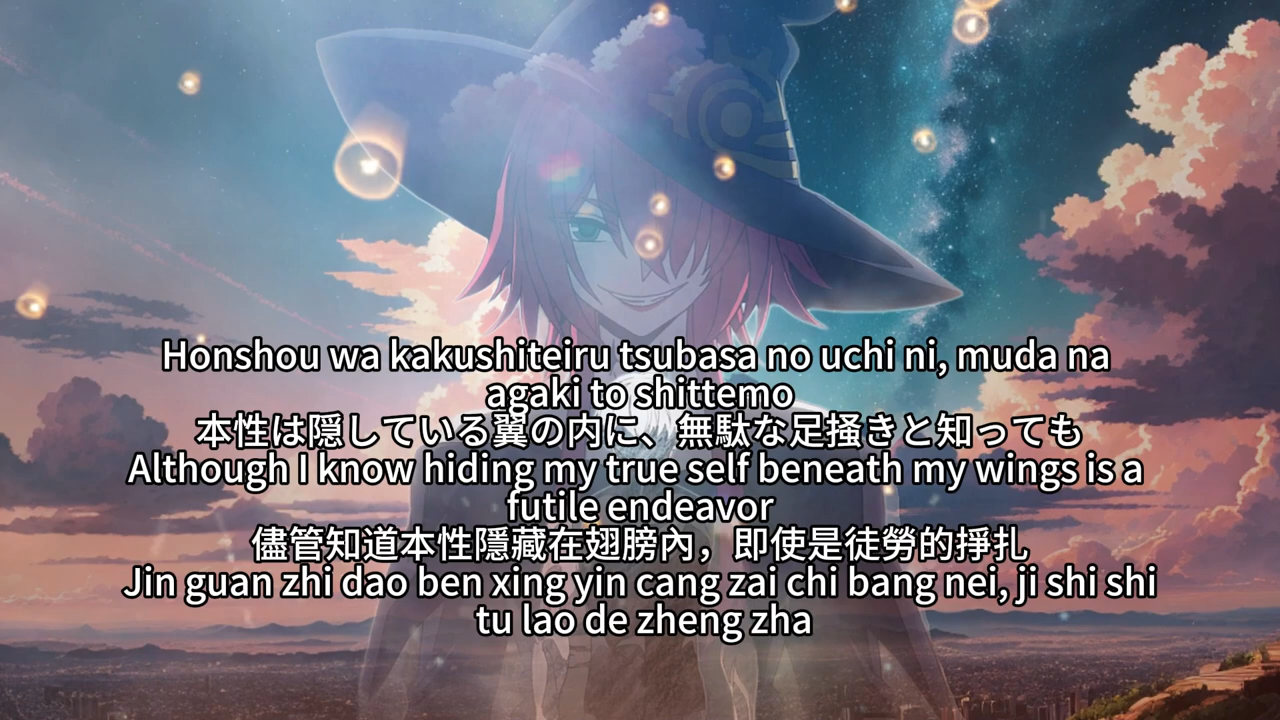 Honshou wa kakushiteiru tsubasa no uchi ni, muda na
agaki to shittemo
本性は隠している翼の内に、無駄な足掻きと知っても
Although I know hiding my true self beneath my wings is a
futile endeavor
儘管知道本性隱藏在翅膀內，即使是徒勞的掙扎
Jin guan zhi dao ben xing yin cang zai chi bang nei, ji shi shi
tu lao de zheng zha